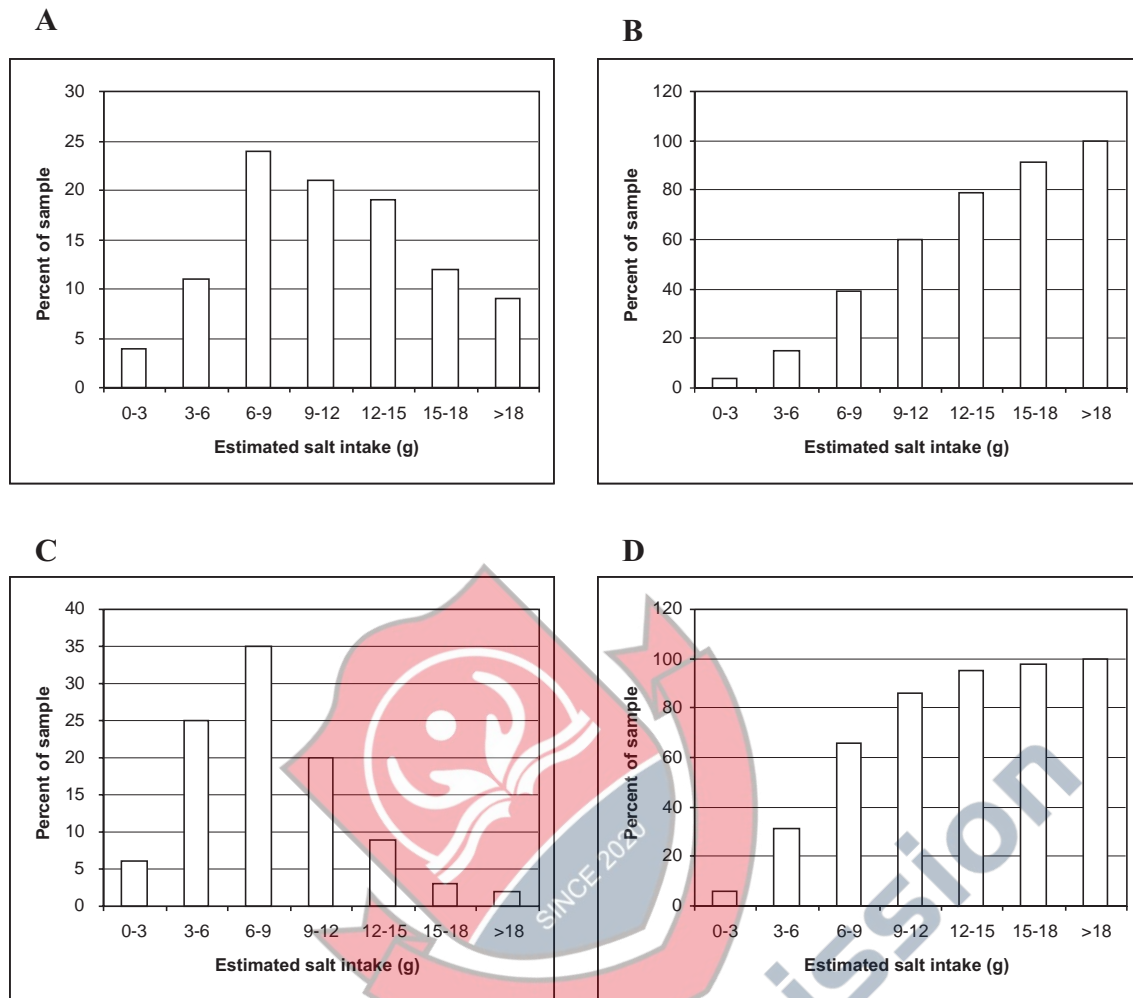 A
30
25
20
15
10
5
0
Percent of sample
0-3 3-6 6-9 9-12 12-15 15-18 >18
Estimated salt intake (g)
B
120
100
80
60
40
20
0
Percent of sample
0-3 3-6 6-9 9-12 12-15 15-18 >18
Estimated salt intake (g)
C
40
35
30
25
20
15
10
5
0
Percent of sample
0-3 3-6 6-9 9-12 12-15 15-18 >18
Estimated salt intake (g)
D
120
100
80
60
40
20
0
Percent of sample
0-3 3-6 6-9 9-12 12-15 15-18 >18
Estimated salt intake (g)
SINCE 2020
ission